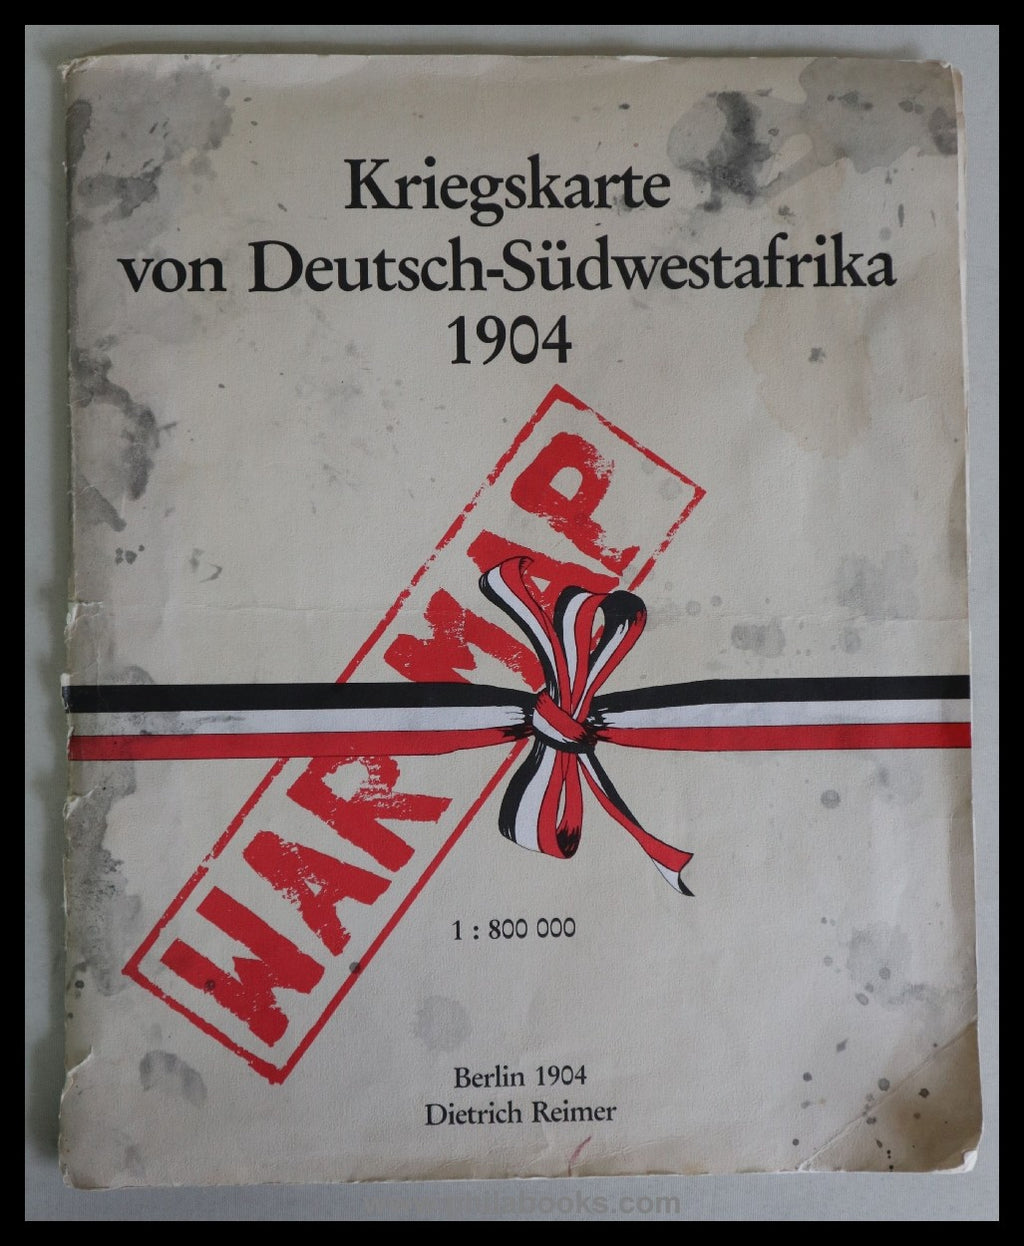 Kriegskarte
von Deutsch-Südwestafrika
1904
WAR MAP
1 : 800 000
Berlin 1904
Dietrich Reimer